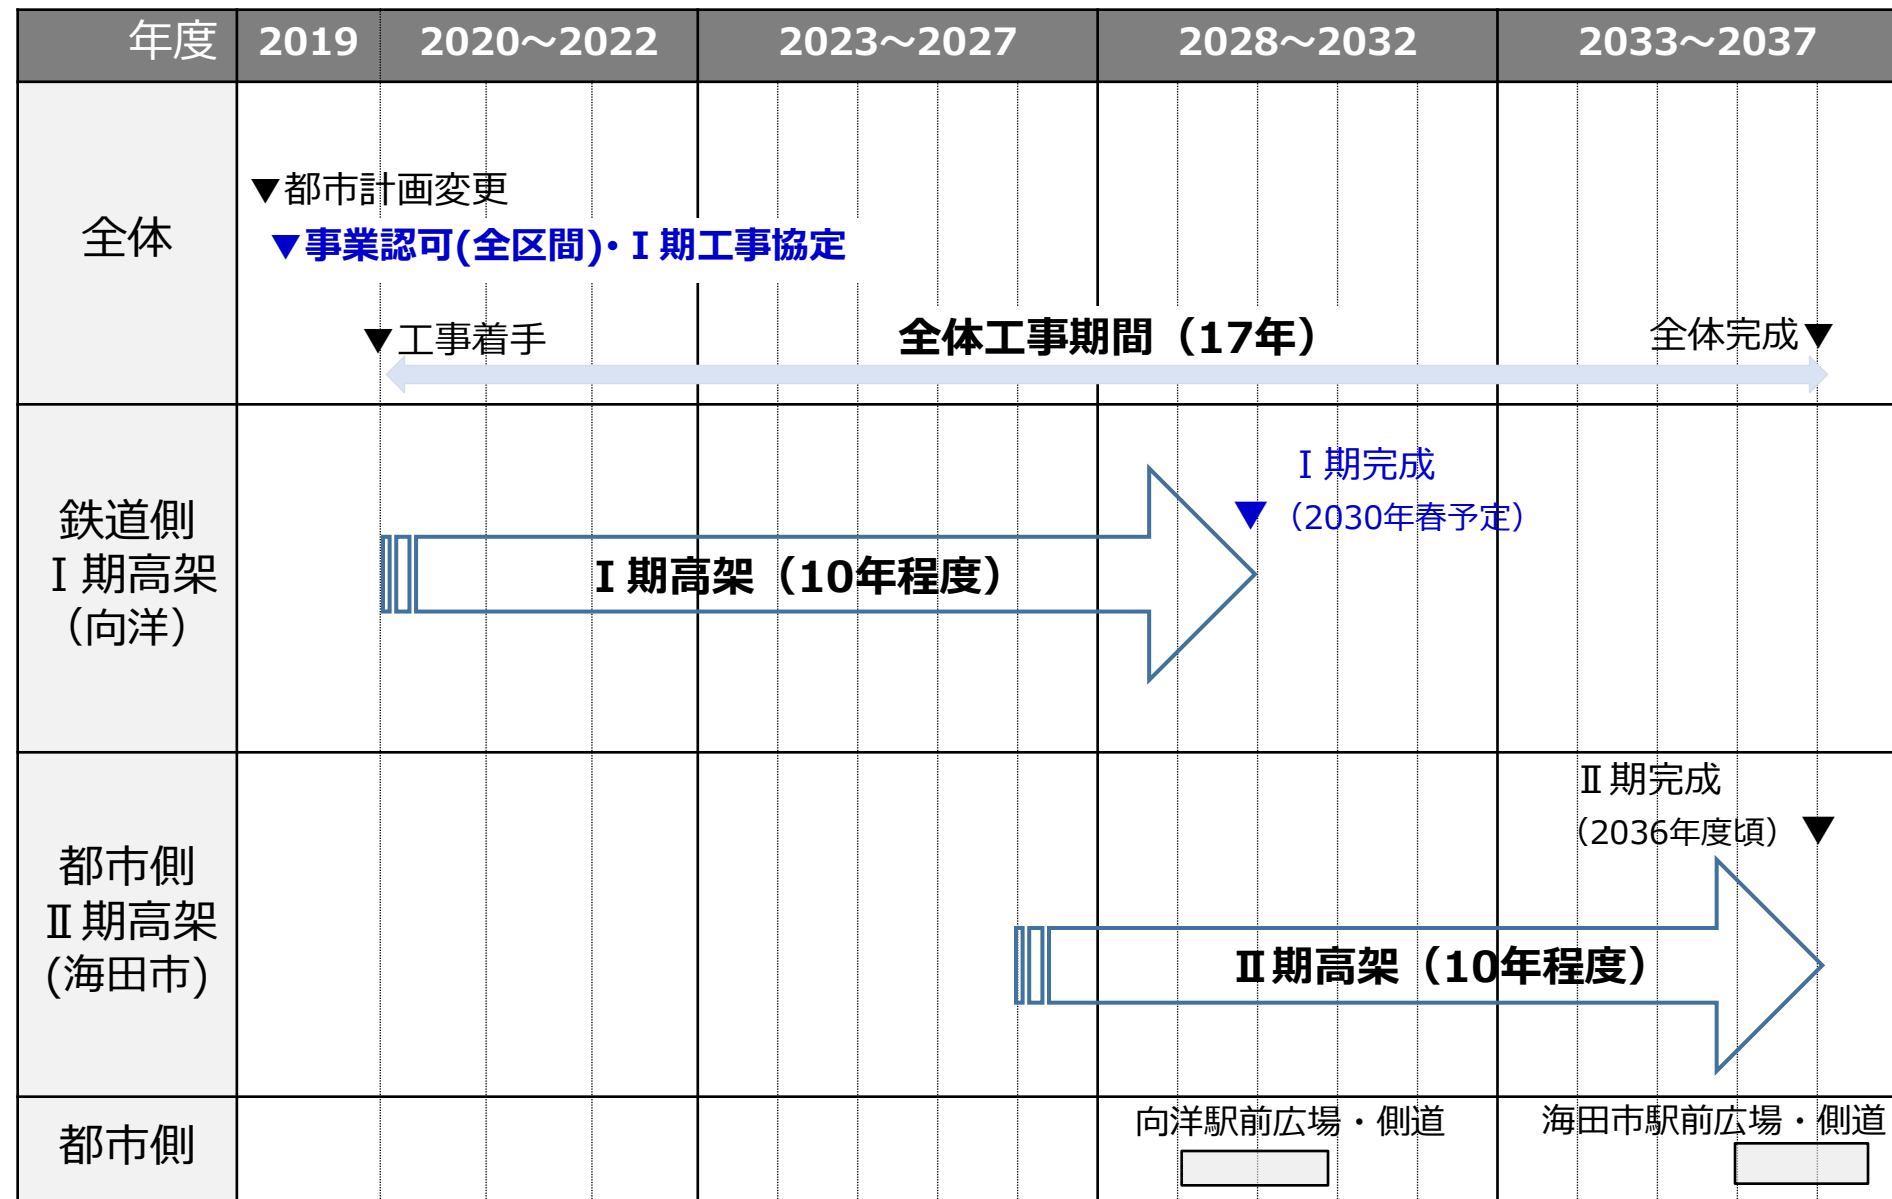 年度 2019 2020～2022 2023～2027 2028～2032 2033～2037
全体
▼都市計画変更
▼事業認可(全区間)・Ⅰ期工事協定
▼工事着手
全体工事期間（17年）
全体完成▼
鉄道側
Ⅰ期高架
（向洋）
Ⅰ期完成
▼（2030年春予定）
Ⅰ期高架（10年程度）
都市側
Ⅱ期高架
(海田市)
Ⅱ期完成
（2036年度頃）▼
Ⅱ期高架（10年程度）
都市側
向洋駅前広場・側道
海田市駅前広場・側道